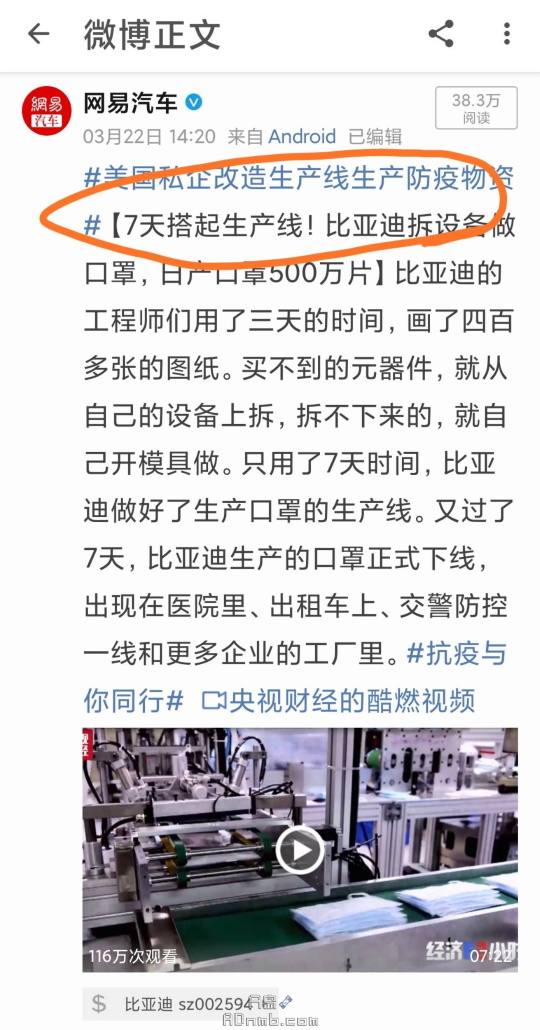 微博正文
網易
汽车
网易汽车
38.3万
阅读
03月22日 14:20 来自 Android 已编辑
#美国私企改造生产线生产防疫物资
#【7天搭起生产线！比亚迪拆设备做
口罩，日产口罩500万片】比亚迪的
工程师们用了三天的时间，画了四百
多张的图纸。买不到的元器件，就从
自己的设备上拆，拆不下来的，就自
己开模具做。只用了7天时间，比亚
迪做好了生产口罩的生产线。又过了
7天，比亚迪生产的口罩正式下线，
出现在医院里、出租车上、交警防控
一线和更多企业的工厂里。#抗疫与
你同行# 央视财经的酷燃视频
116万次观看
07:22
$ 比亚迪 sz002594
ADnmb.com